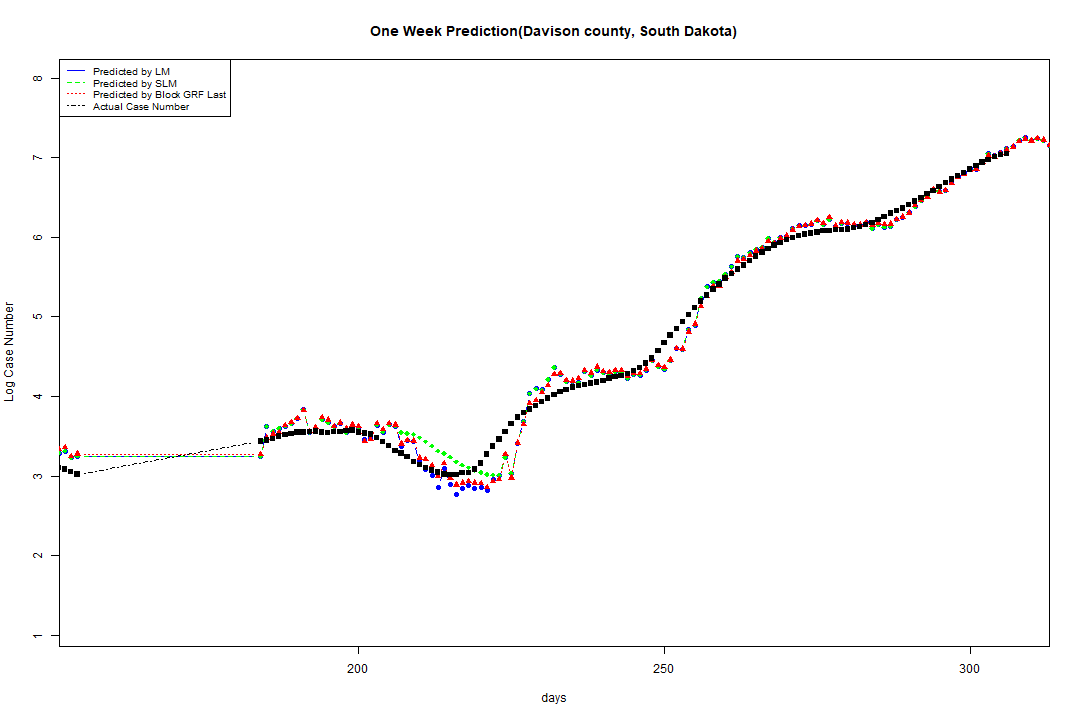 One Week Prediction(Davison county, South Dakota)
Predicted by LM
Predicted by SLM
Predicted by Block GRF Last
Actual Case Number
8
7
6
5
4
3
2
1
Log Case Number
200
250
300
days